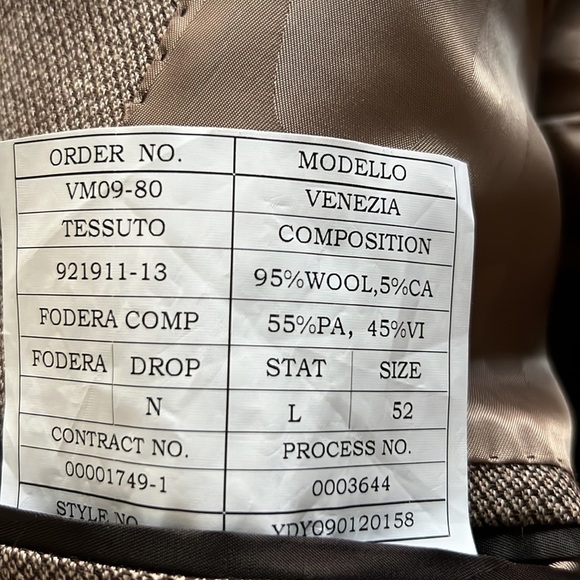 ORDER NO. MODELLO
VM09-80 VENEZIA
TESSUTO COMPOSITION
921911-13 95%WOOL,5%CA
FODERA COMP 55%PA, 45%VI
FODERA DROP STAT SIZE
N L 52
CONTRACT NO. PROCESS NO.
00001749-1 0003644
STYLE NO YDY090120158